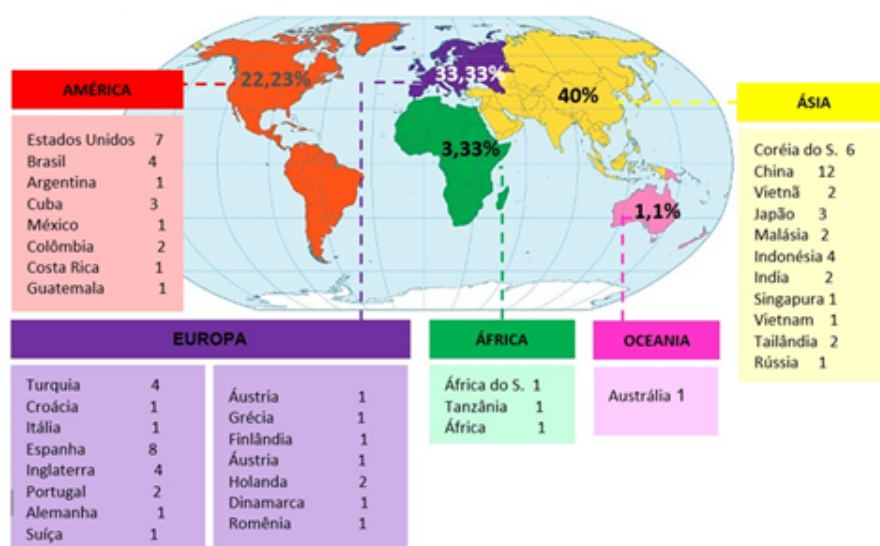 22,23%
33,33%
40%
3,33%
1,1%
AMÉRICA
Estados Unidos 7
Brasil 4
Argentina 1
Cuba 3
México 1
Colômbia 2
Costa Rica 1
Guatemala 1
ÁSIA
Coréia do S. 6
China 12
Vietnã 2
Japão 3
Malásia 2
Indonésia 4
India 2
Singapura 1
Vietnam 1
Tailândia 2
Rússia 1
EUROPA
Turquia 4
Croácia 1
Itália 1
Espanha 8
Inglaterra 4
Portugal 2
Alemanha 1
Suíça 1
Áustria 1
Grécia 1
Finlândia 1
Áustria 1
Holanda 2
Dinamarca 1
Romênia 1
ÁFRICA
África do S. 1
Tanzânia 1
África 1
OCEANIA
Austrália 1